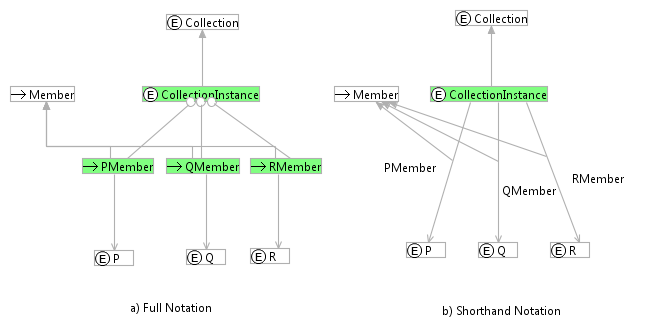 E Collection
→ Member
E CollectionInstance
→ PMember
→ QMember
→ RMember
E P
E Q
E R
a) Full Notation
E Collection
→ Member
E CollectionInstance
PMember
QMember
RMember
E P
E Q
E R
b) Shorthand Notation